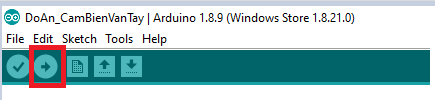 DoAn_CamBienVanTay | Arduino 1.8.9 (Windows Store 1.8.21.0)
File Edit Sketch Tools Help